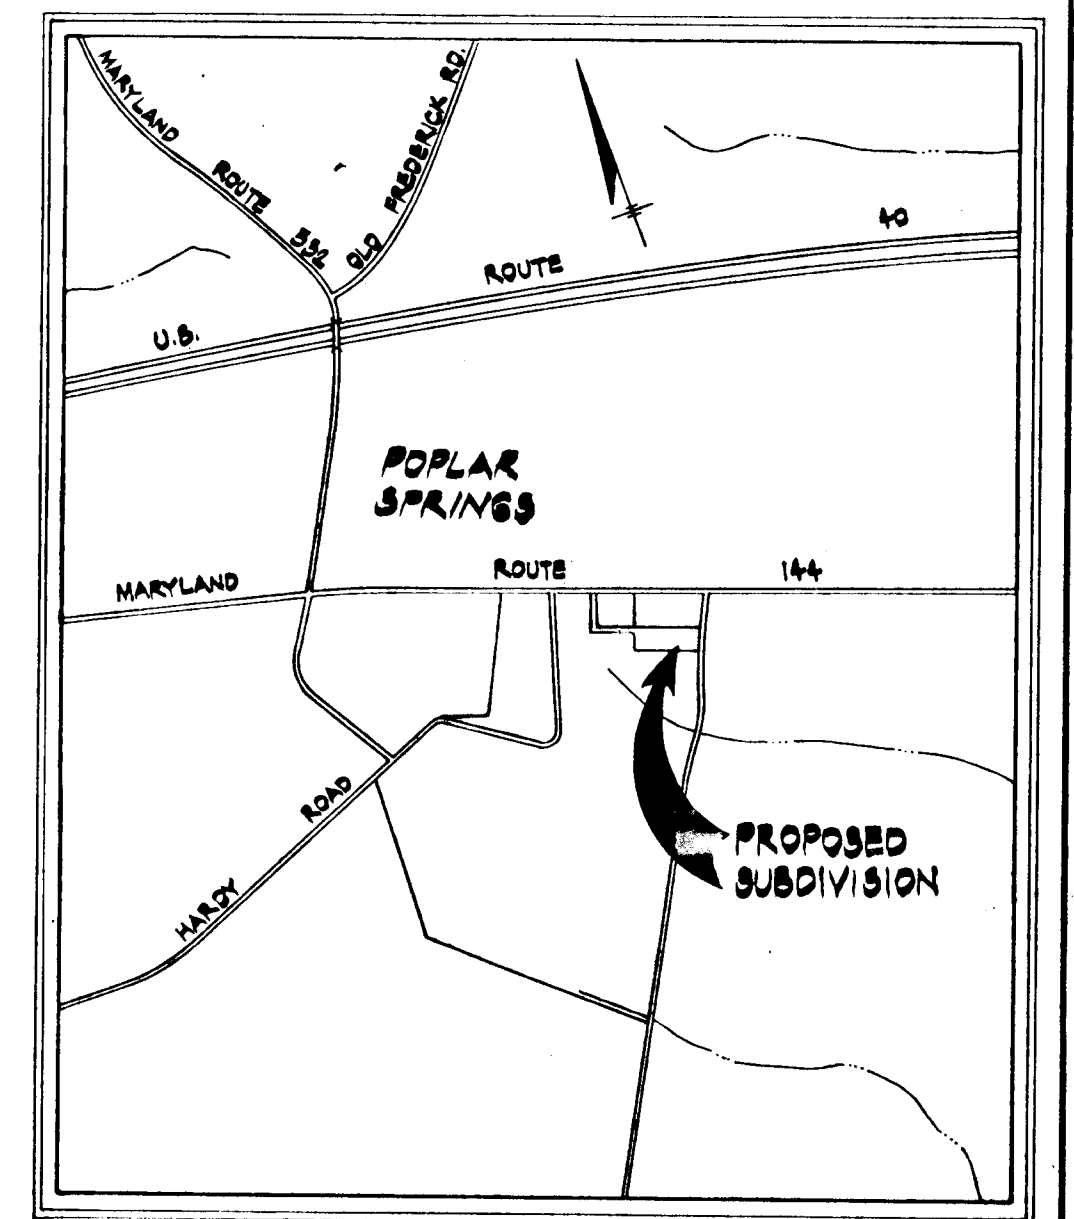 MARYLAND ROUTE 532
OLD FREDERICK RD.
U.S. ROUTE 40
POPLAR
SPRINGS
MARYLAND ROUTE 144
HARDY ROAD
PROPOSED
SUBDIVISION